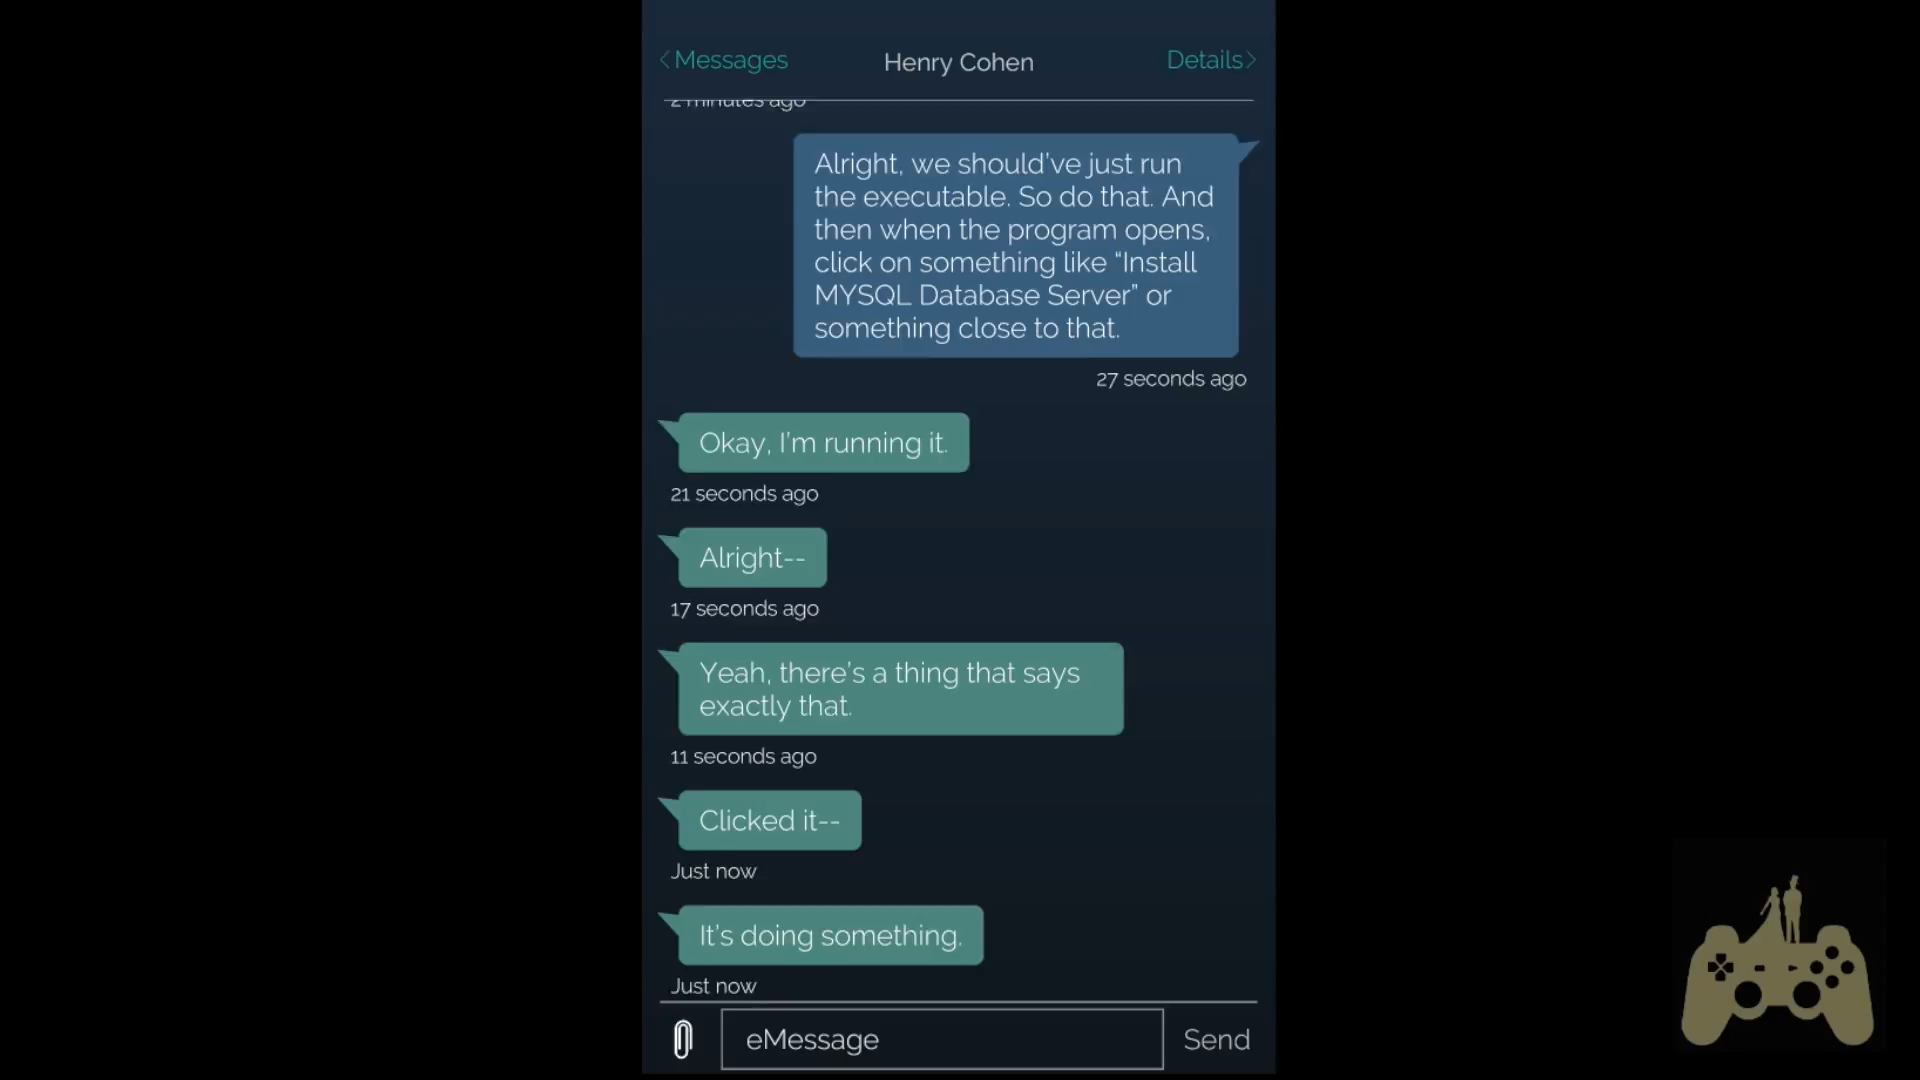 Messages
Henry Cohen
Details
2 minutes ago
Alright, we should've just run
the executable. So do that. And
then when the program opens,
click on something like “Install
MYSQL Database Server” or
something close to that.
27 seconds ago
Okay, I'm running it.
21 seconds ago
Alright--
17 seconds ago
Yeah, there's a thing that says
exactly that.
11 seconds ago
Clicked it--
Just now
It's doing something.
Just now
eMessage
Send